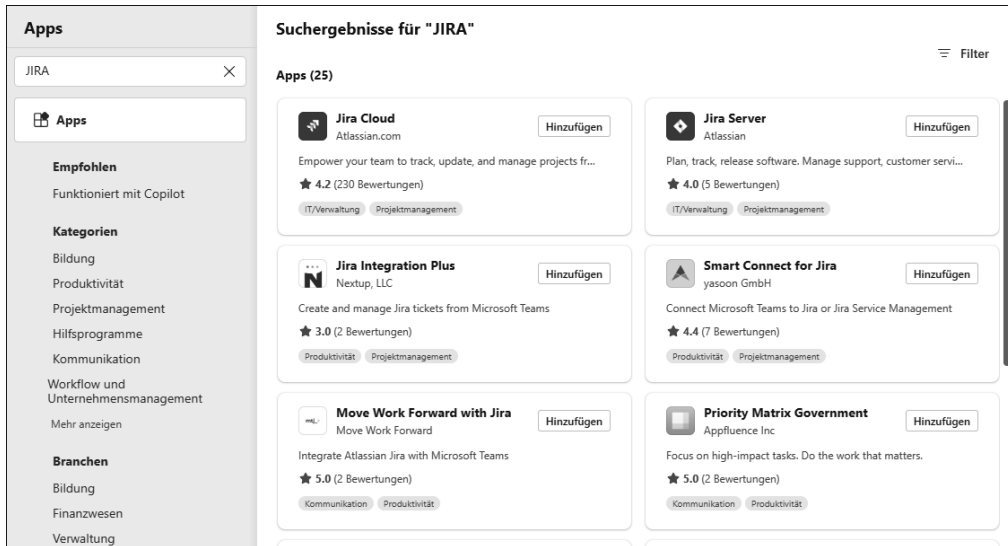 Apps
JIRA
Apps
Empfohlen
Funktioniert mit Copilot
Kategorien
Bildung
Produktivität
Projektmanagement
Hilfsprogramme
Kommunikation
Workflow und
Unternehmensmanagement
Mehr anzeigen
Branchen
Bildung
Finanzwesen
Verwaltung
Suchergebnisse für "JIRA"
Filter
Apps (25)
Jira Cloud
Atlassian.com
Hinzufügen
Empower your team to track, update, and manage projects fr...
4.2 (230 Bewertungen)
IT/Verwaltung Projektmanagement
Jira Server
Atlassian
Hinzufügen
Plan, track, release software. Manage support, customer servi...
4.0 (5 Bewertungen)
IT/Verwaltung Projektmanagement
Jira Integration Plus
Nextup, LLC
Hinzufügen
Create and manage Jira tickets from Microsoft Teams
3.0 (2 Bewertungen)
Produktivität Projektmanagement
Smart Connect for Jira
yasoon GmbH
Hinzufügen
Connect Microsoft Teams to Jira or Jira Service Management
4.4 (7 Bewertungen)
Produktivität Projektmanagement
Move Work Forward with Jira
Move Work Forward
Hinzufügen
Integrate Atlassian Jira with Microsoft Teams
5.0 (2 Bewertungen)
Kommunikation Produktivität
Priority Matrix Government
Appfluence Inc
Hinzufügen
Focus on high-impact tasks. Do the work that matters.
5.0 (2 Bewertungen)
Kommunikation Produktivität